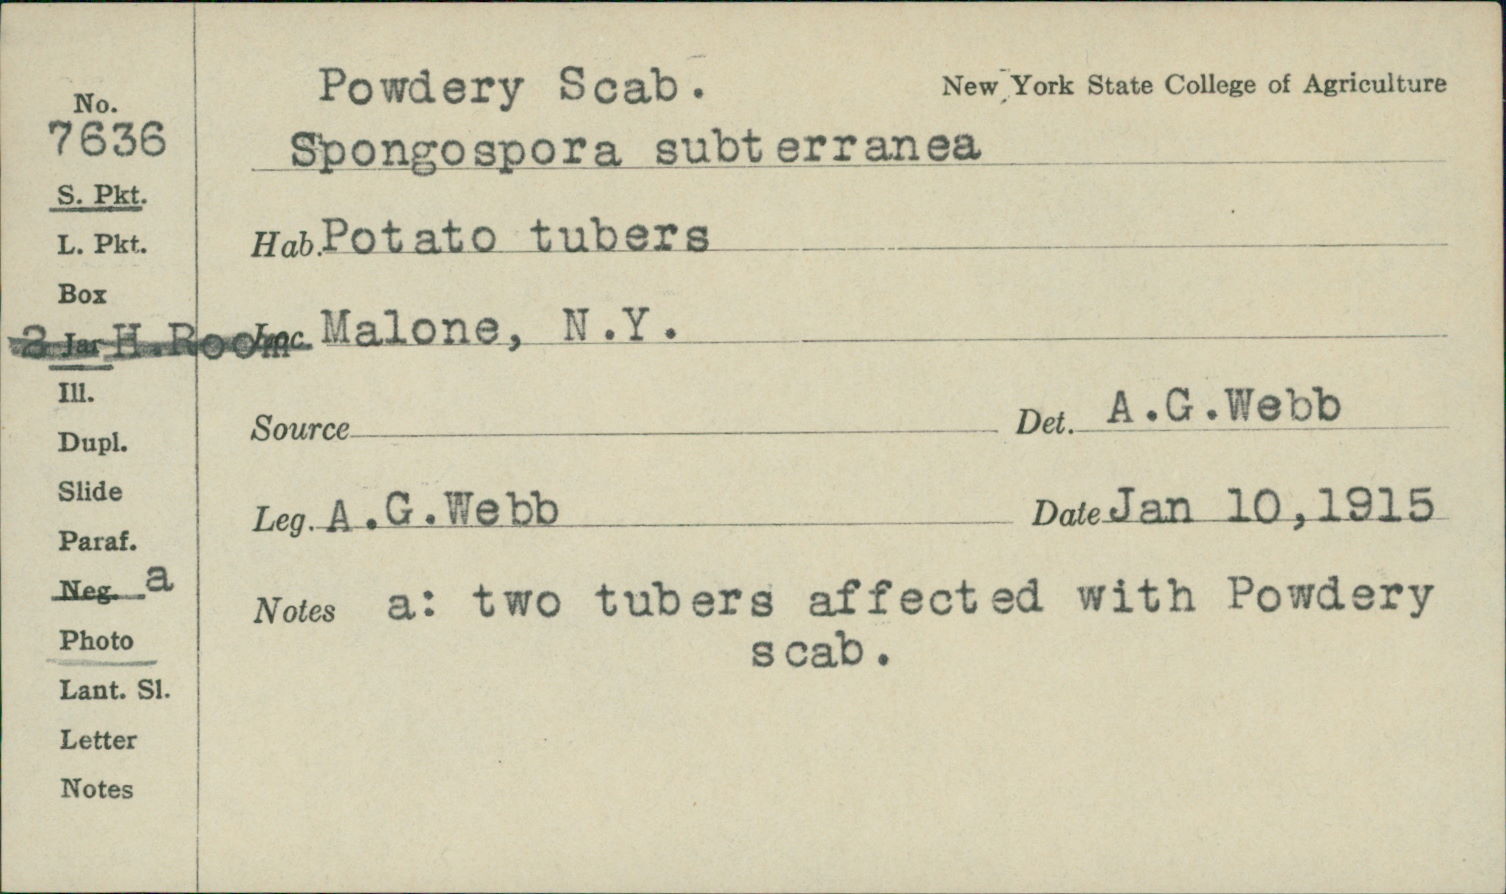 No.
7636
S. Pkt.
L. Pkt.
Box
a Jar H.Room
Ill.
Dupl.
Slide
Paraf.
Neg. a
Photo
Lant. Sl.
Letter
Notes
Powdery Scab.
New York State College of Agriculture
Spongospora subterranea
Hab. Potato tubers
Loc. Malone, N.Y.
Source Det. A.G.Webb
Leg. A.G.Webb Date Jan 10,1915
Notes a: two tubers affected with Powdery
scab.